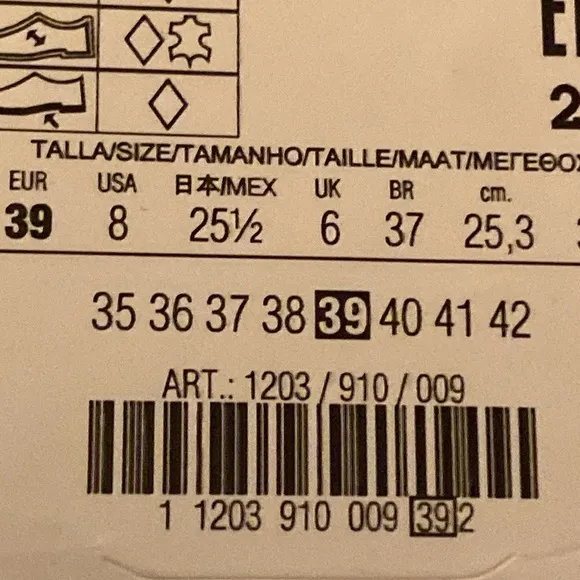 TALLA/SIZE/TAMANHO/TAILLE/MAAT/ΜΕΓΕΘΟΣ
EUR USA 日本/MEX UK BR cm.
39 8 25½ 6 37 25,3
35 36 37 38 39 40 41 42
ART.: 1203 / 910 / 009
1 1203 910 009 39 2